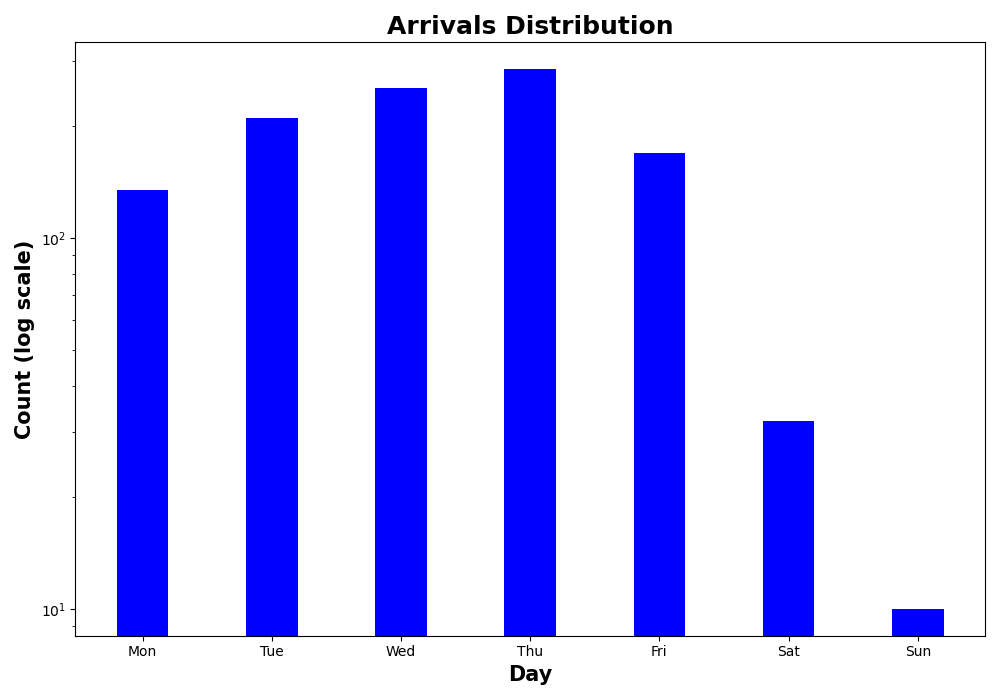 Arrivals Distribution
Count (log scale)
10²
10¹
Mon Tue Wed Thu Fri Sat Sun
Day